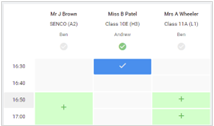 Mr J Brown Miss B Patel Mrs A Wheeler
SENCO (A2) Class 10E (H3) Class 11A (L1)
Ben Andrew Ben
16:30
16:40
16:50 + +
17:00 +